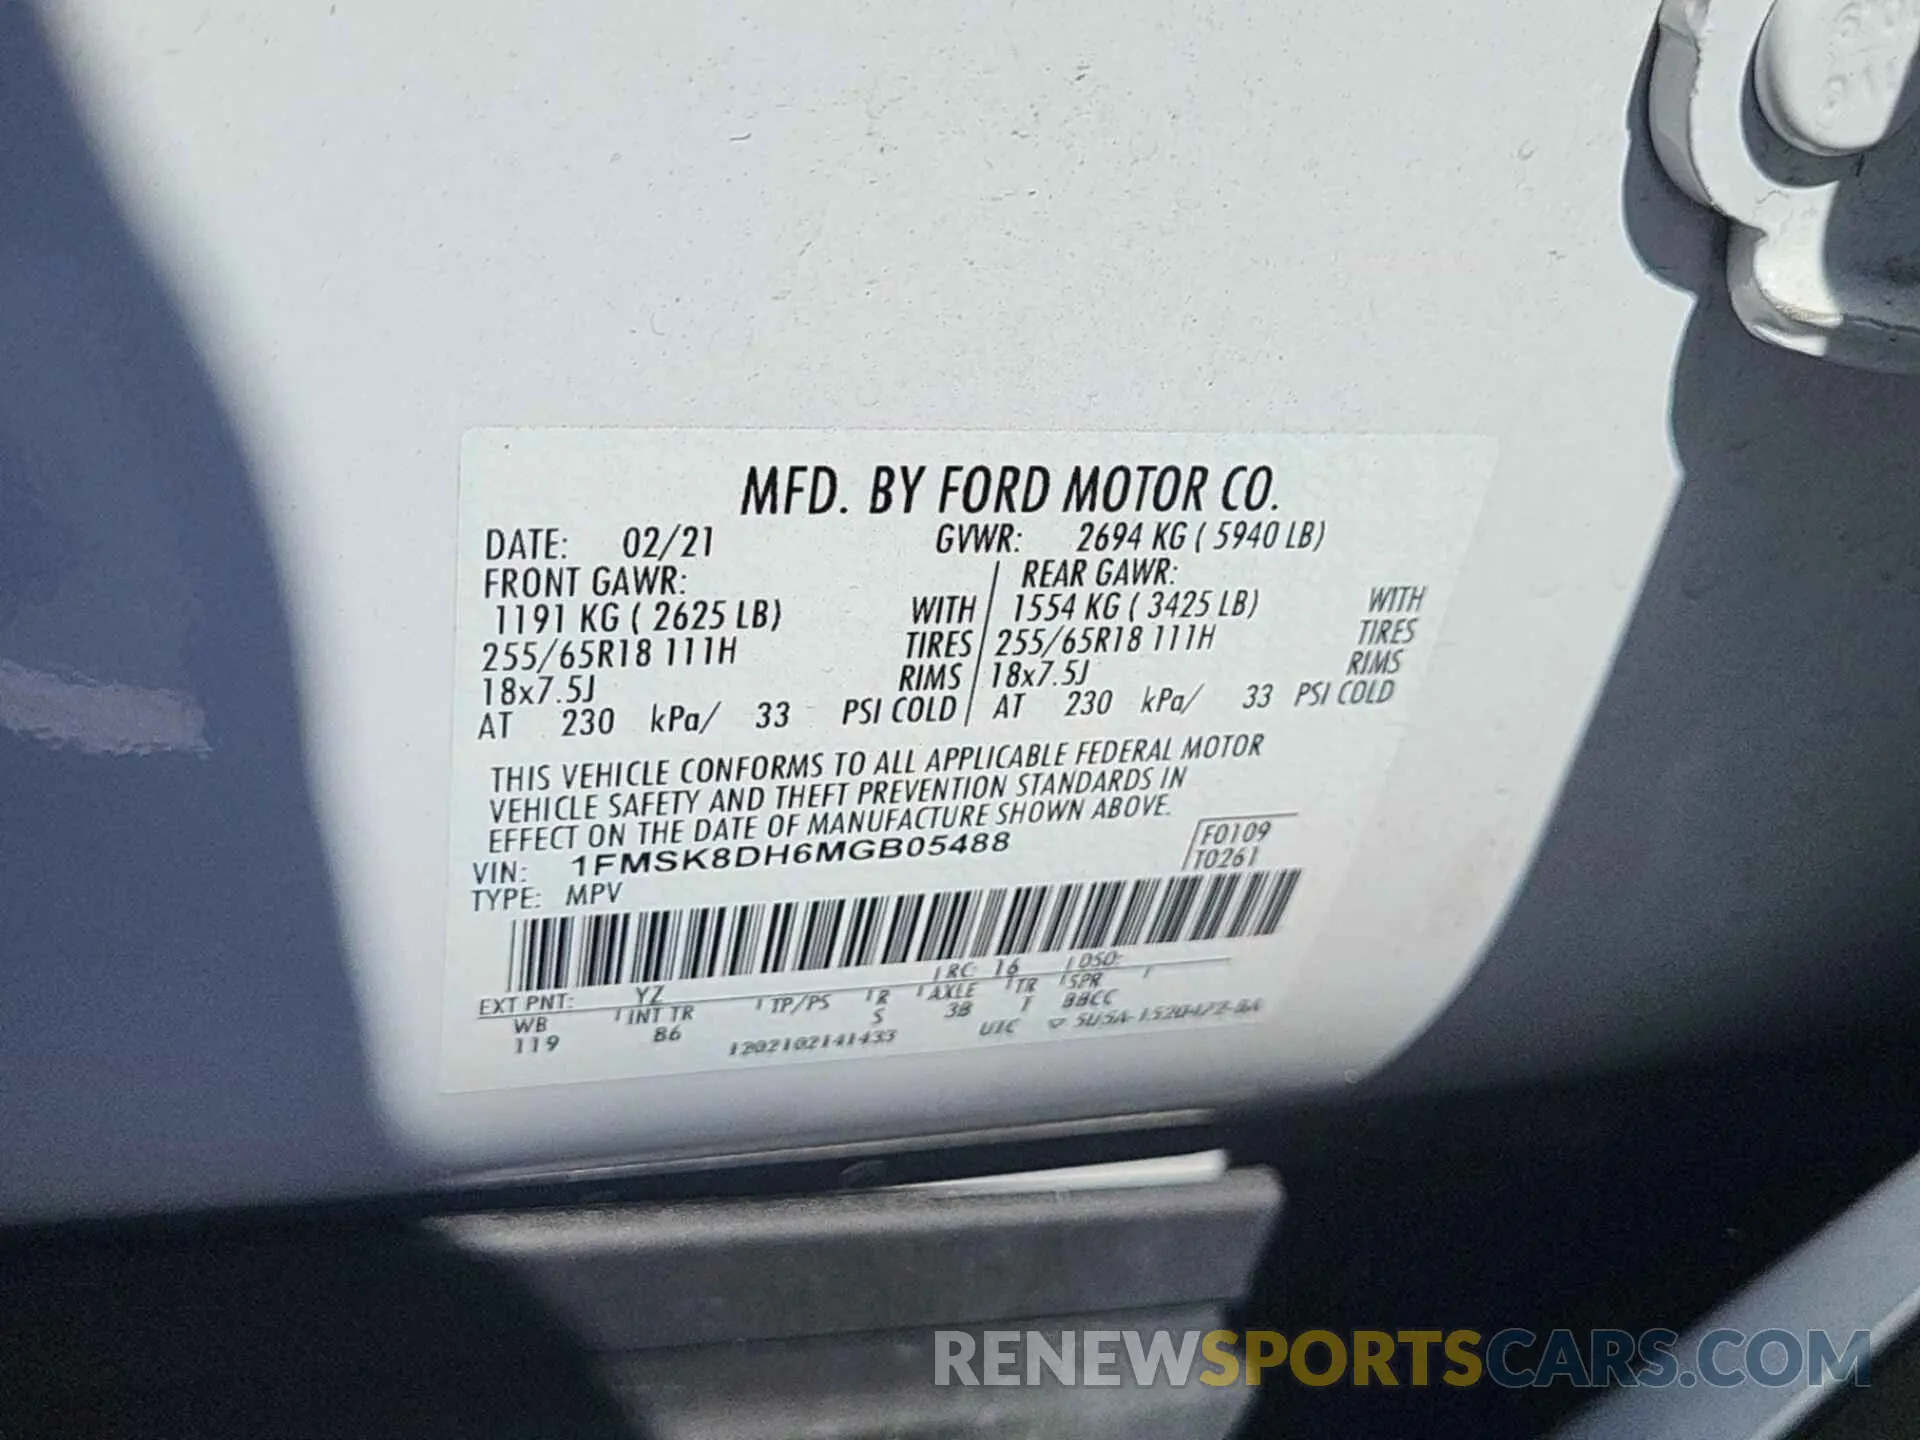 MFD. BY FORD MOTOR CO.
DATE: 02/21 GVWR: 2694 KG ( 5940 LB)
FRONT GAWR: REAR GAWR:
1191 KG ( 2625 LB) WITH 1554 KG ( 3425 LB) WITH
255/65R18 111H TIRES 255/65R18 111H TIRES
18x7.5J RIMS 18x7.5J RIMS
AT 230 kPa/ 33 PSI COLD AT 230 kPa/ 33 PSI COLD
THIS VEHICLE CONFORMS TO ALL APPLICABLE FEDERAL MOTOR
VEHICLE SAFETY AND THEFT PREVENTION STANDARDS IN
EFFECT ON THE DATE OF MANUFACTURE SHOWN ABOVE.
VIN: 1FMSK8DH6MGB05488 F0109
TYPE: MPV T0261
EXT PNT: YZ RC: 16 DSO:
WB INT TR TP/PS R AXLE TR SPR
119 B6 S 3B T BBCC
1202102141433 UTC
RENEWSPORTSCARS.COM